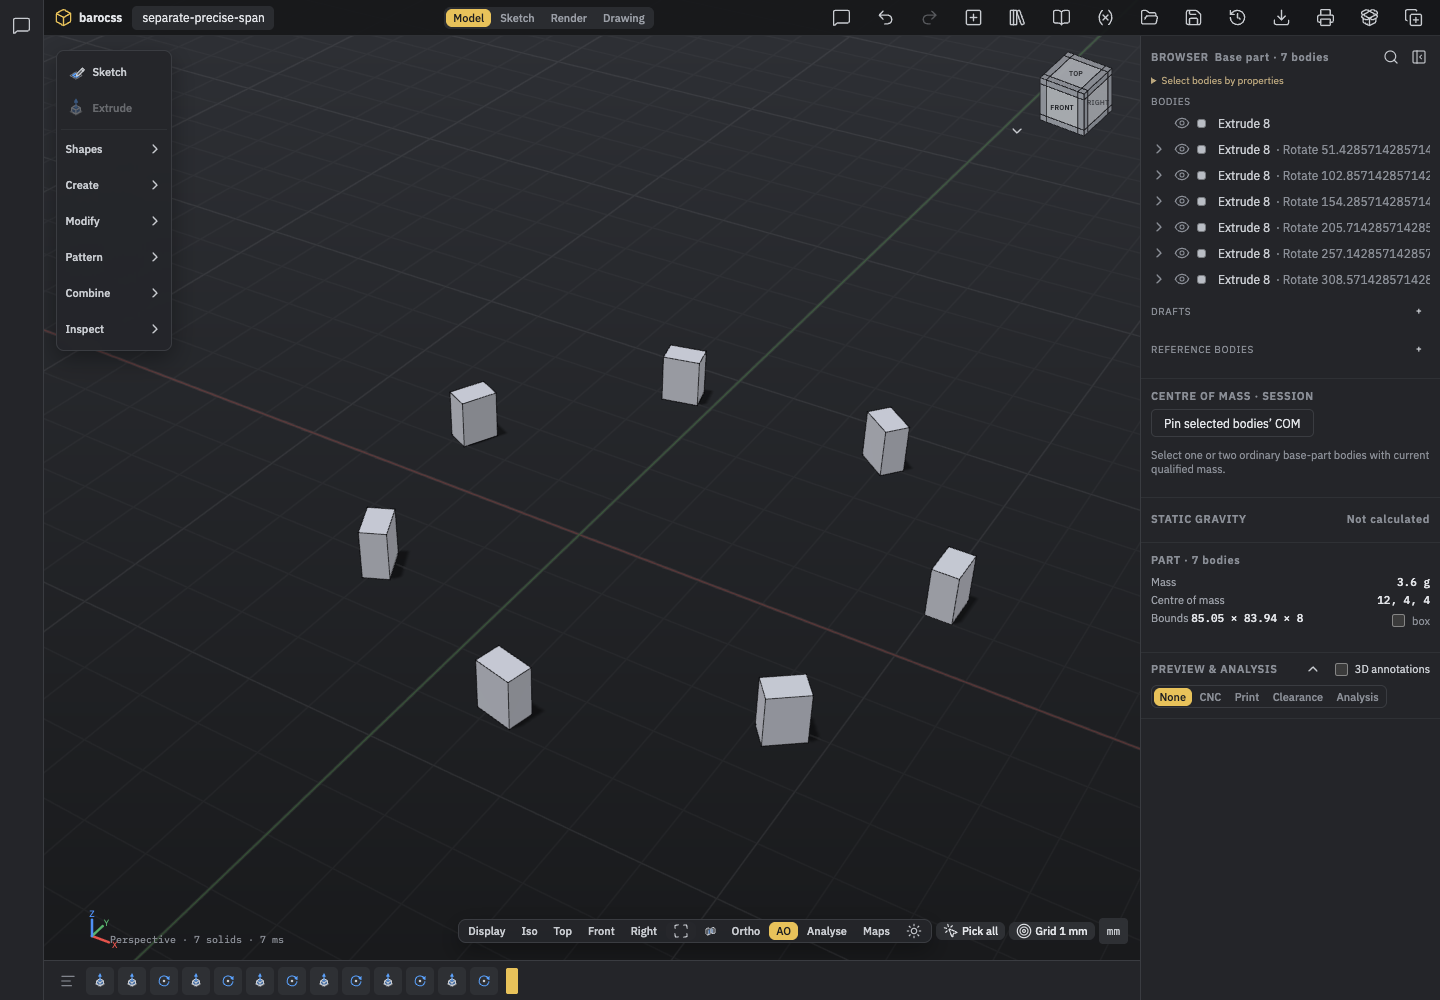 barocss
separate-precise-span
Model Sketch Render Drawing
Sketch
Extrude
Shapes
Create
Modify
Pattern
Combine
Inspect
TOP
FRONT
RIGHT
BROWSER Base part · 7 bodies
Select bodies by properties
BODIES
Extrude 8
Extrude 8 · Rotate 51.4285714285714
Extrude 8 · Rotate 102.857142857142
Extrude 8 · Rotate 154.285714285714
Extrude 8 · Rotate 205.714285714285
Extrude 8 · Rotate 257.142857142857
Extrude 8 · Rotate 308.571428571428
DRAFTS +
REFERENCE BODIES +
CENTRE OF MASS · SESSION
Pin selected bodies’ COM
Select one or two ordinary base-part bodies with current
qualified mass.
STATIC GRAVITY Not calculated
PART · 7 bodies
Mass 3.6 g
Centre of mass 12, 4, 4
Bounds 85.05 × 83.94 × 8 box
PREVIEW & ANALYSIS 3D annotations
None CNC Print Clearance Analysis
Z
Y
X
Perspective · 7 solids · 7 ms
Display Iso Top Front Right Ortho AO Analyse Maps Pick all Grid 1 mm mm